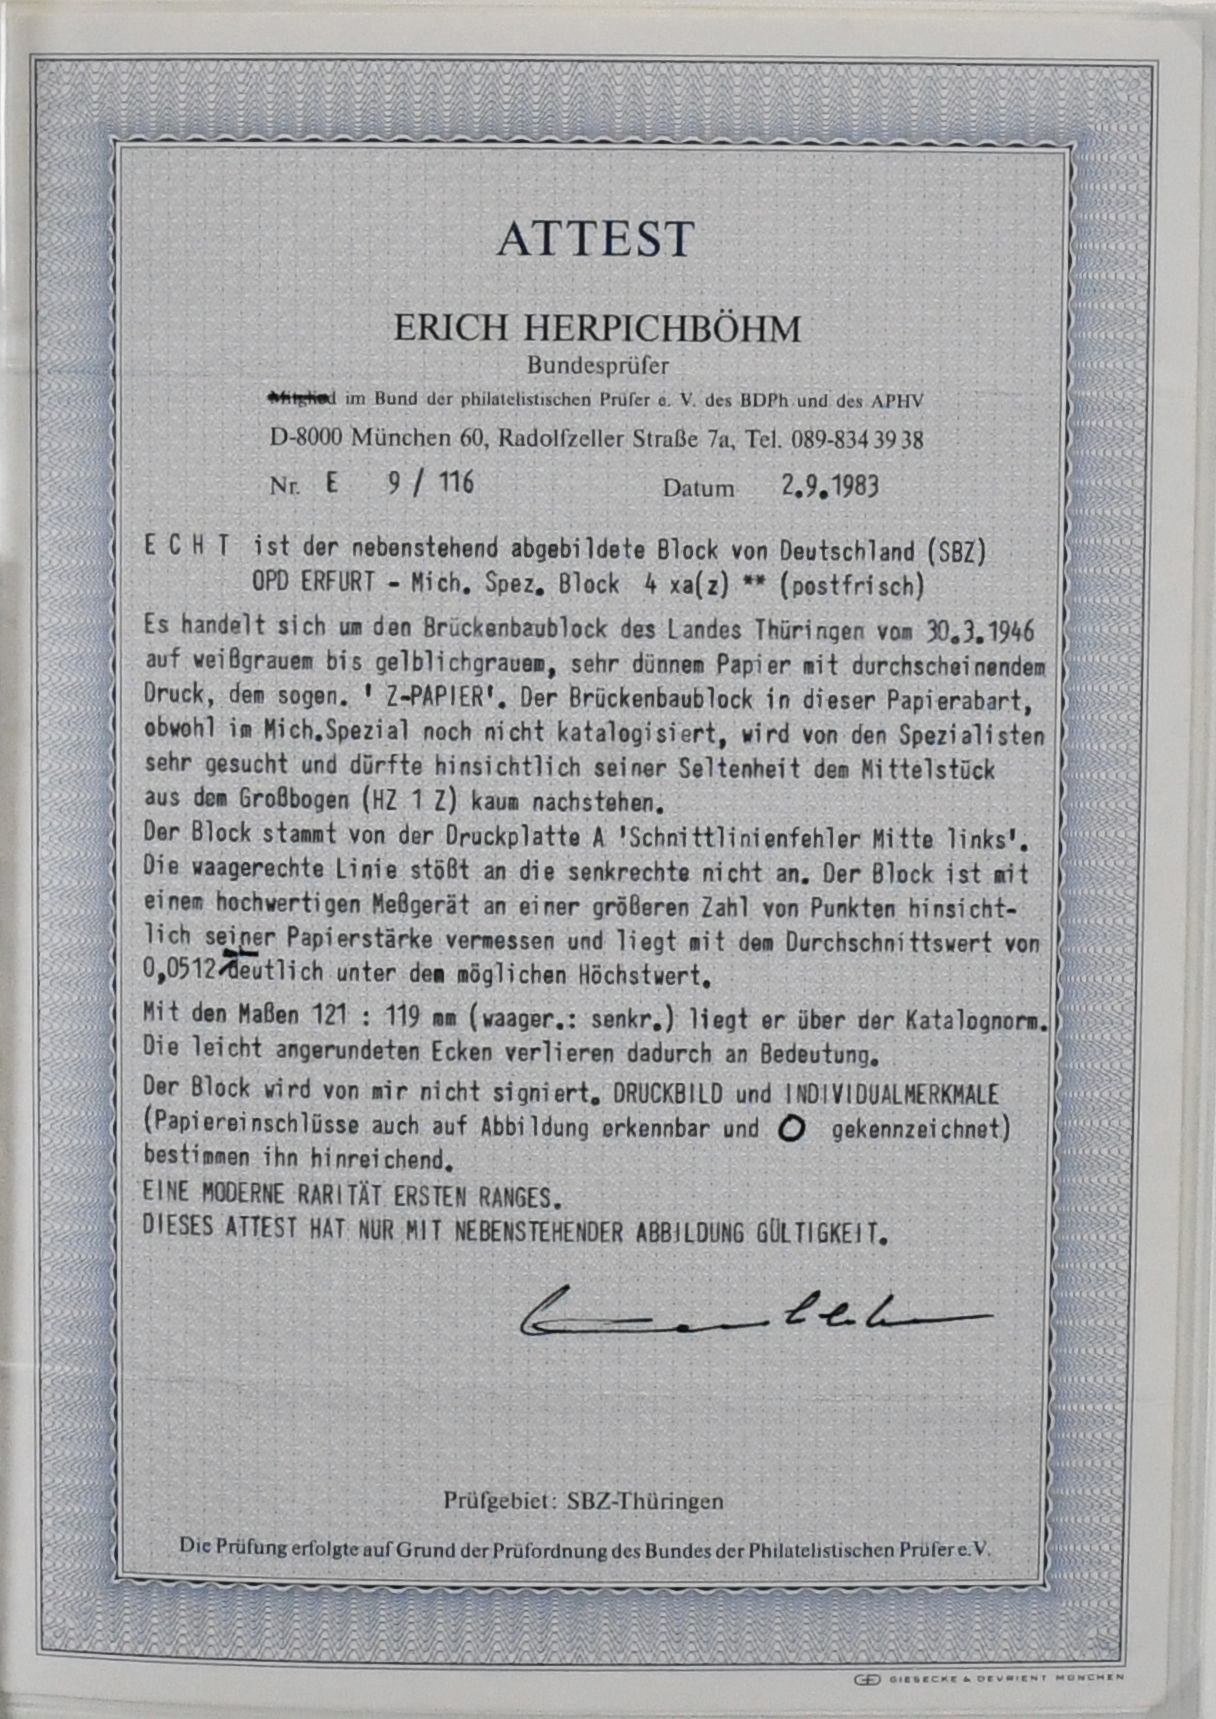 ATTEST
ERICH HERPICHBÖHM
Bundesprüfer
Mitglied im Bund der philatelistischen Prüfer e. V. des BDPh und des APHV
D-8000 München 60, Radolfzeller Straße 7a, Tel. 089-834 39 38
Nr. E 9 / 116 Datum 2.9.1983
E C H T ist der nebenstehend abgebildete Block von Deutschland (SBZ)
OPD ERFURT - Mich. Spez. Block 4 xa(z) ** (postfrisch)
Es handelt sich um den Brückenbaublock des Landes Thüringen vom 30.3.1946
auf weißgrauem bis gelblichgrauem, sehr dünnem Papier mit durchscheinendem
Druck, dem sogen. ' Z-PAPIER'. Der Brückenbaublock in dieser Papierabart,
obwohl im Mich.Spezial noch nicht katalogisiert, wird von den Spezialisten
sehr gesucht und dürfte hinsichtlich seiner Seltenheit dem Mittelstück
aus dem Großbogen (HZ 1 Z) kaum nachstehen.
Der Block stammt von der Druckplatte A 'Schnittlinienfehler Mitte links'.
Die waagerechte Linie stößt an die senkrechte nicht an. Der Block ist mit
einem hochwertigen Meßgerät an einer größeren Zahl von Punkten hinsicht-
lich seiner Papierstärke vermessen und liegt mit dem Durchschnittswert von
0,0512 deutlich unter dem möglichen Höchstwert.
Mit den Maßen 121 : 119 mm (waager.: senkr.) liegt er über der Katalognorm.
Die leicht angerundeten Ecken verlieren dadurch an Bedeutung.
Der Block wird von mir nicht signiert. DRUCKBILD und INDIVIDUALMERKMALE
(Papiereinschlüsse auch auf Abbildung erkennbar und O gekennzeichnet)
bestimmen ihn hinreichend.
EINE MODERNE RARITÄT ERSTEN RANGES.
DIESES ATTEST HAT NUR MIT NEBENSTEHENDER ABBILDUNG GÜLTIGKEIT.
Prüfgebiet: SBZ-Thüringen
Die Prüfung erfolgte auf Grund der Prüfordnung des Bundes der Philatelistischen Prüfer e.V.
GIESECKE & DEVRIENT MÜNCHEN